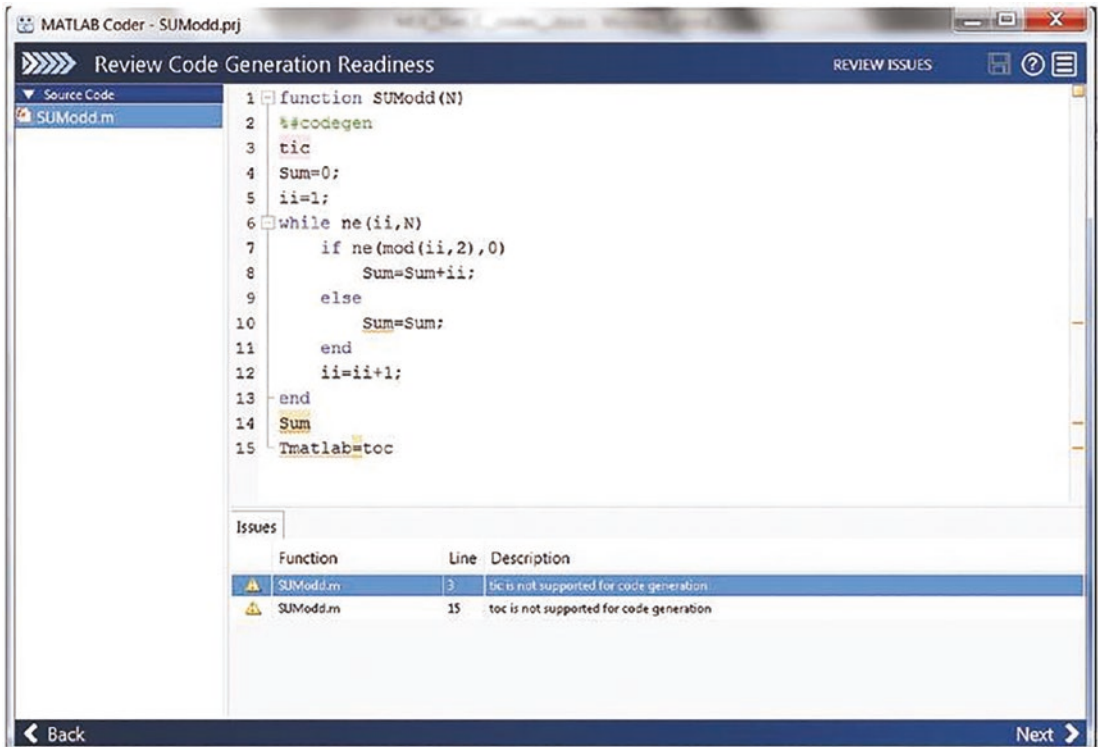 MATLAB Coder - SUModd.prj
Review Code Generation Readiness
REVIEW ISSUES
Source Code
SUModd.m
1 function SUModd(N)
2 %#codegen
3 tic
4 Sum=0;
5 ii=1;
6 while ne(ii,N)
7 if ne(mod(ii,2),0)
8 Sum=Sum+ii;
9 else
10 Sum=Sum;
11 end
12 ii=ii+1;
13 end
14 Sum
15 Tmatlab=toc
Issues
Function Line Description
SUModd.m 3 tic is not supported for code generation
SUModd.m 15 toc is not supported for code generation
Back
Next